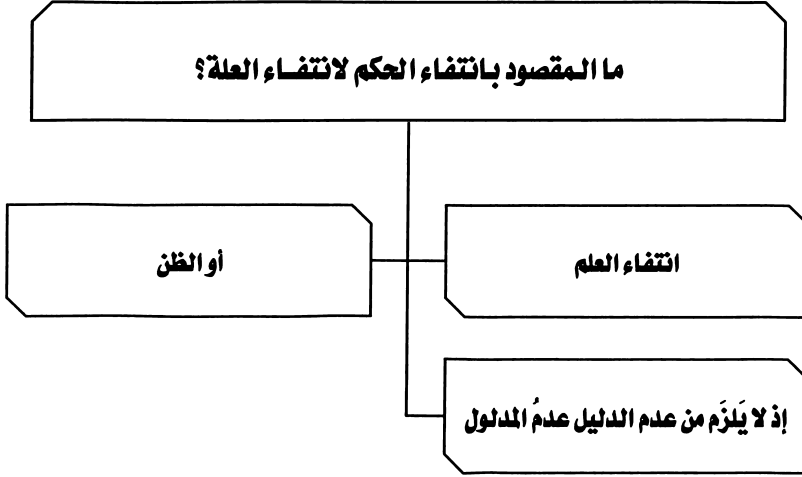 ما المقصود بانتفاء الحكم لانتفاء العلة؟
انتفاء العلم
أو الظن
إذ لا يَلزَم من عدم الدليل عدمُ المدلول